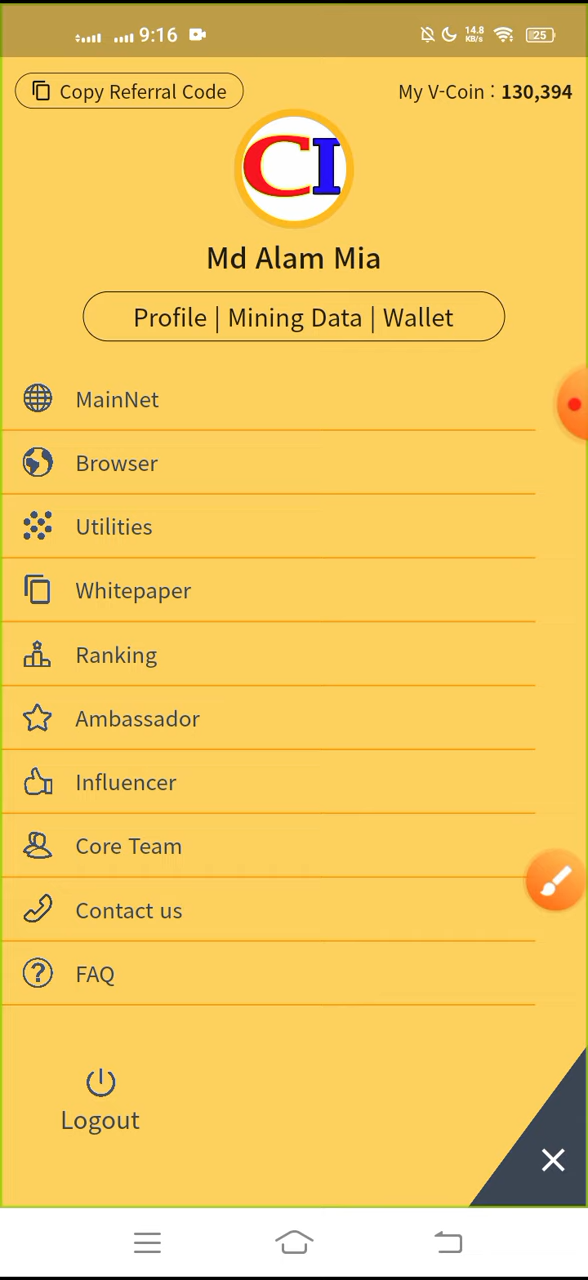 9:16 14.8 KB/s 25
Copy Referral Code My V-Coin : 130,394
CI
Md Alam Mia
Profile | Mining Data | Wallet
MainNet
Browser
Utilities
Whitepaper
Ranking
Ambassador
Influencer
Core Team
Contact us
FAQ
Logout